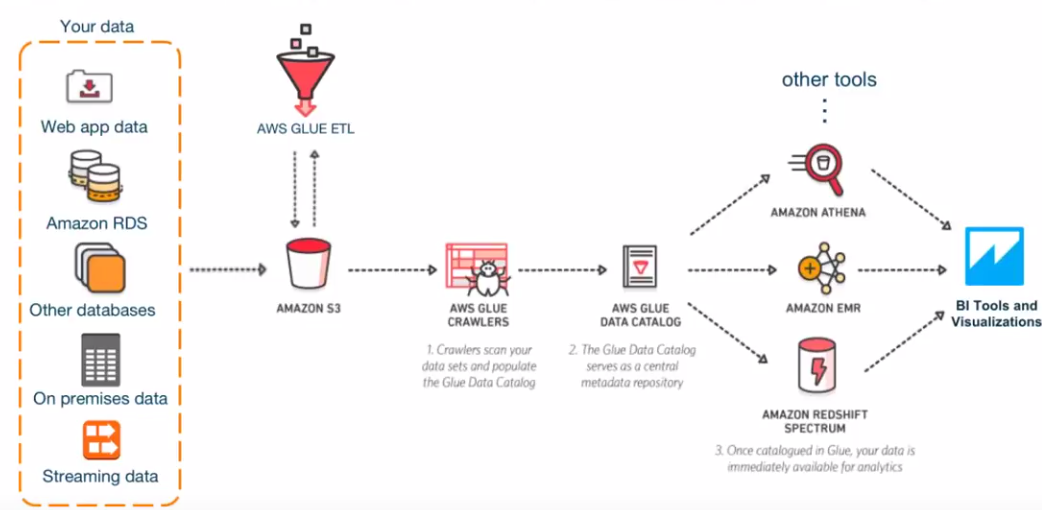 Your data
Web app data
Amazon RDS
Other databases
On premises data
Streaming data
AWS GLUE ETL
AMAZON S3
AWS GLUE
CRAWLERS
1. Crawlers scan your
data sets and populate
the Glue Data Catalog
AWS GLUE
DATA CATALOG
2. The Glue Data Catalog
serves as a central
metadata repository
other tools
AMAZON ATHENA
AMAZON EMR
AMAZON REDSHIFT
SPECTRUM
3. Once catalogued in Glue, your data is
immediately available for analytics
BI Tools and
Visualizations